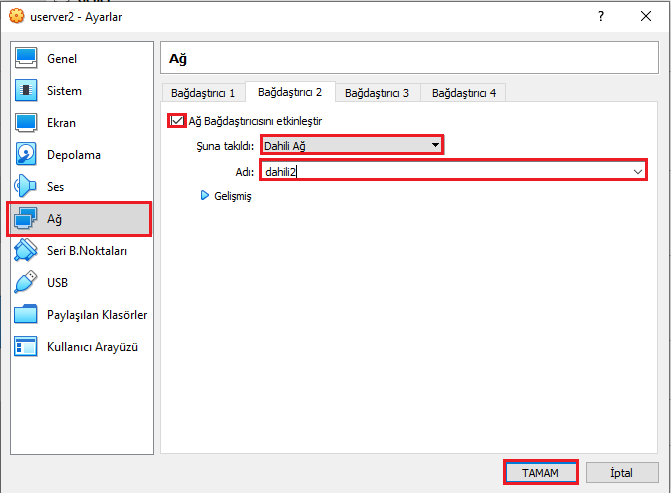 userver2 - Ayarlar
?
Genel
Sistem
Ekran
Depolama
Ses
Ağ
Seri B.Noktaları
USB
Paylaşılan Klasörler
Kullanıcı Arayüzü
Ağ
Bağdaştırıcı 1 Bağdaştırıcı 2 Bağdaştırıcı 3 Bağdaştırıcı 4
Ağ Bağdaştırıcısını etkinleştir
Şuna takıldı: Dahili Ağ
Adı: dahili2
Gelişmiş
TAMAM İptal